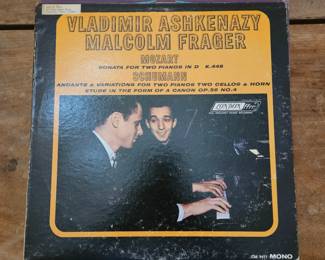 VLADIMIR ASHKENAZY
MALCOLM FRAGER
MOZART
SONATA FOR TWO PIANOS IN D K.448
SCHUMANN
ANDANTE & VARIATIONS FOR TWO PIANOS TWO CELLOS & HORN
ETUDE IN THE FORM OF A CANON OP.56 NO.4
LONDON ffrr
MONO